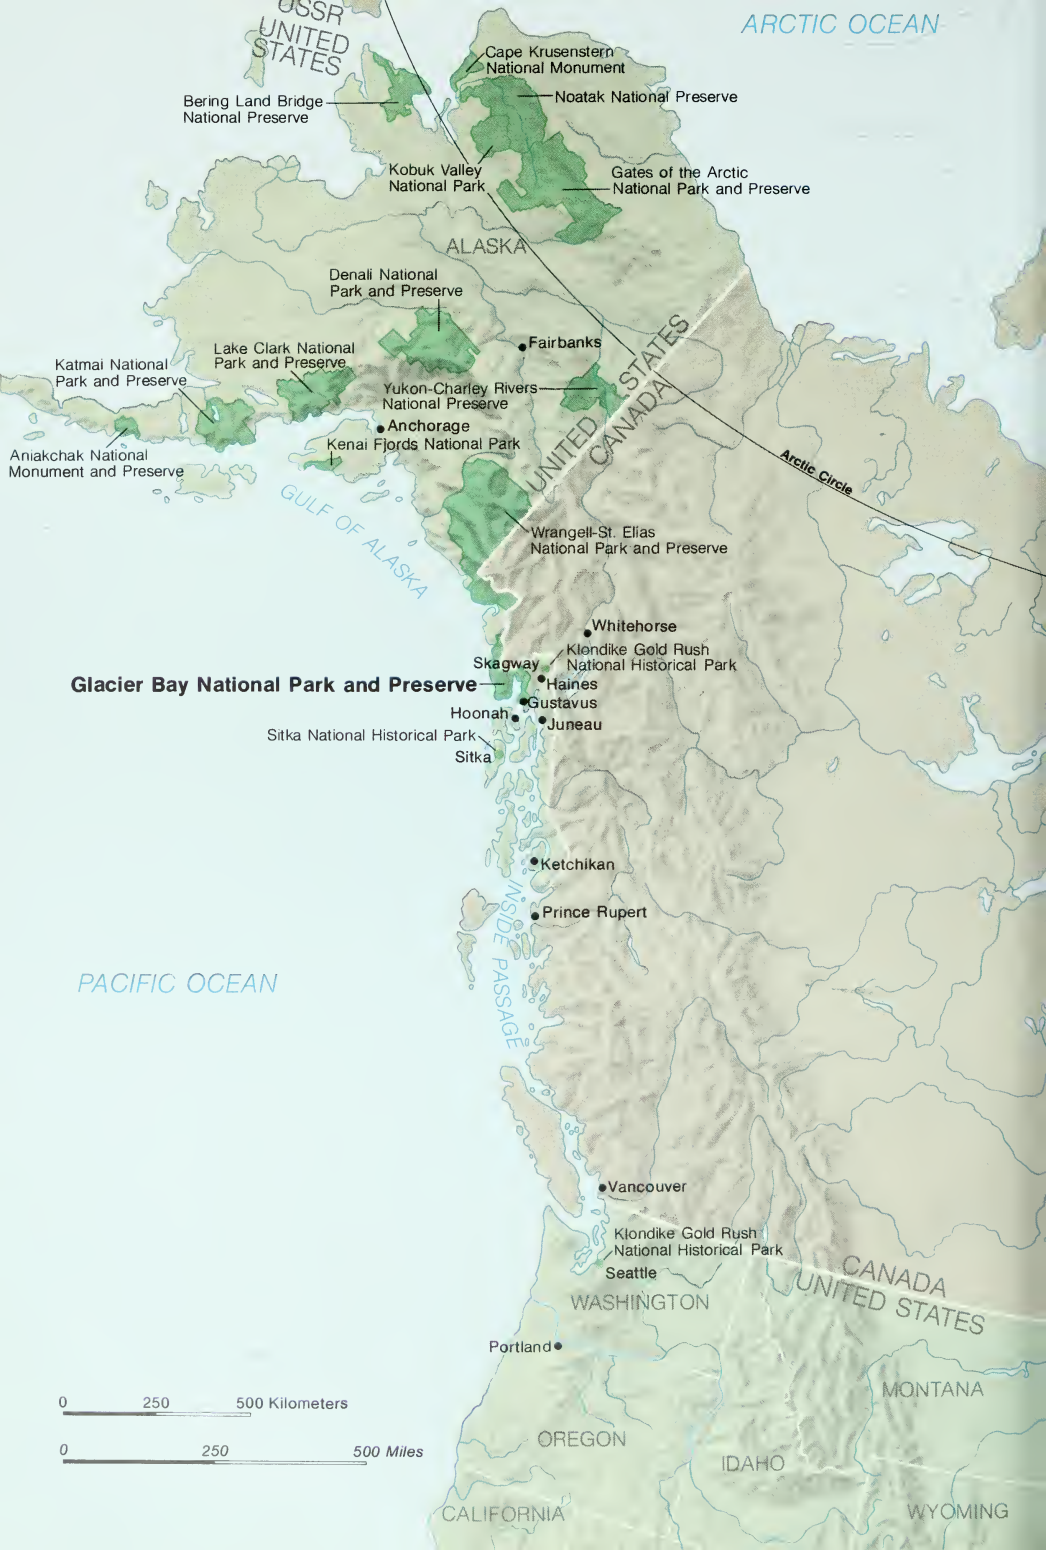 USSR
UNITED
STATES
ARCTIC OCEAN
Cape Krusenstern
National Monument
Bering Land Bridge
National Preserve
Noatak National Preserve
Kobuk Valley
National Park
Gates of the Arctic
National Park and Preserve
ALASKA
Denali National
Park and Preserve
Fairbanks
Lake Clark National
Park and Preserve
Katmai National
Park and Preserve
Yukon-Charley Rivers
National Preserve
UNITED STATES
CANADA
Anchorage
Kenai Fjords National Park
Aniakchak National
Monument and Preserve
Arctic Circle
GULF OF ALASKA
Wrangell-St. Elias
National Park and Preserve
Whitehorse
Klondike Gold Rush
National Historical Park
Skagway
Glacier Bay National Park and Preserve
Haines
Gustavus
Hoonah
Juneau
Sitka National Historical Park
Sitka
Ketchikan
INSIDE PASSAGE
Prince Rupert
PACIFIC OCEAN
Vancouver
Klondike Gold Rush
National Historical Park
Seattle
CANADA
UNITED STATES
WASHINGTON
Portland
MONTANA
0 250 500 Kilometers
0 250 500 Miles
OREGON
IDAHO
CALIFORNIA
WYOMING